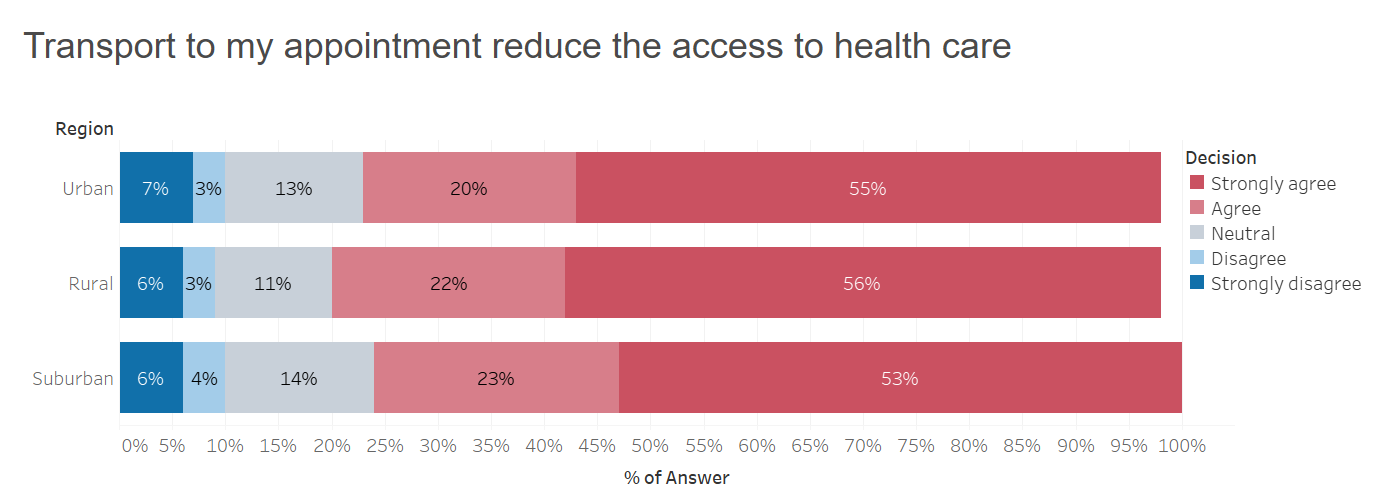 Transport to my appointment reduce the access to health care
Region
Urban 7% 3% 13% 20% 55%
Rural 6% 3% 11% 22% 56%
Suburban 6% 4% 14% 23% 53%
0% 5% 10% 15% 20% 25% 30% 35% 40% 45% 50% 55% 60% 65% 70% 75% 80% 85% 90% 95% 100%
% of Answer
Decision
Strongly agree
Agree
Neutral
Disagree
Strongly disagree